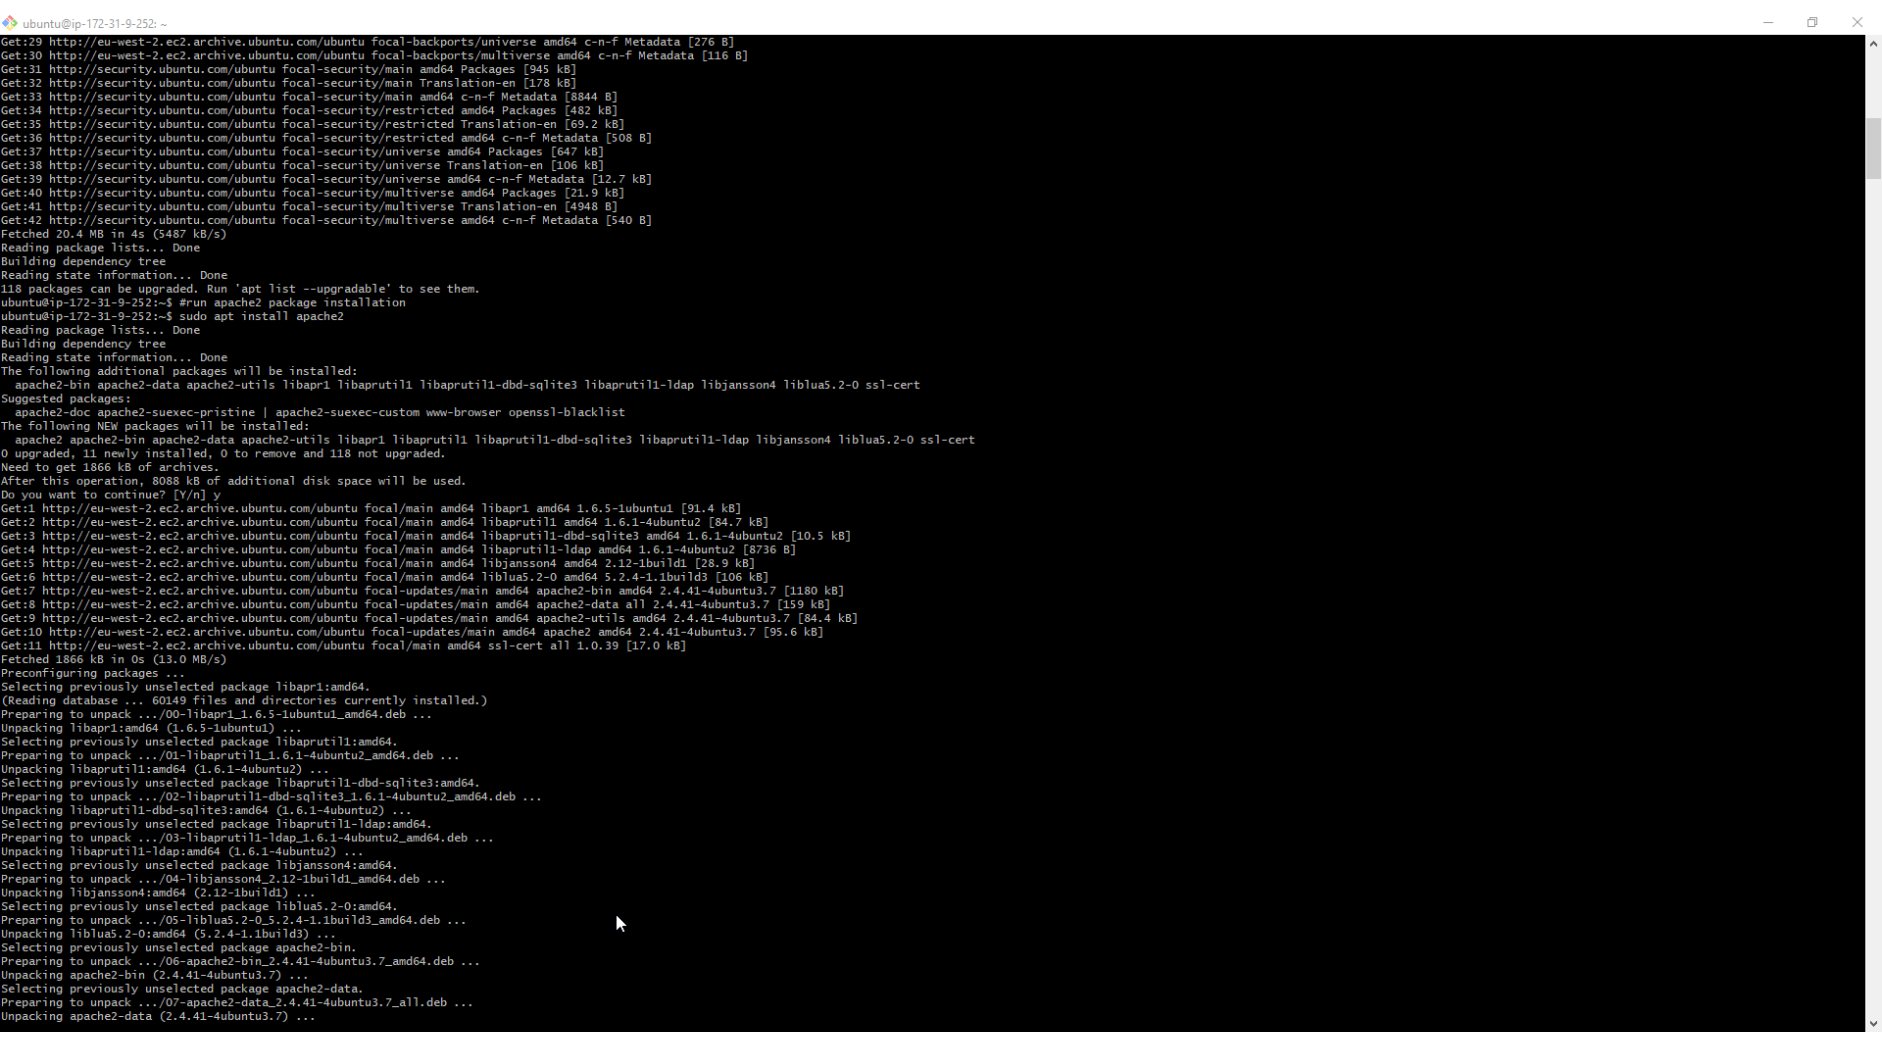 ubuntu@ip-172-31-9-252: ~
Get:29 http://eu-west-2.ec2.archive.ubuntu.com/ubuntu focal-backports/universe amd64 c-n-f Metadata [276 B]
Get:30 http://eu-west-2.ec2.archive.ubuntu.com/ubuntu focal-backports/multiverse amd64 c-n-f Metadata [116 B]
Get:31 http://security.ubuntu.com/ubuntu focal-security/main amd64 Packages [945 kB]
Get:32 http://security.ubuntu.com/ubuntu focal-security/main Translation-en [178 kB]
Get:33 http://security.ubuntu.com/ubuntu focal-security/main amd64 c-n-f Metadata [8844 B]
Get:34 http://security.ubuntu.com/ubuntu focal-security/restricted amd64 Packages [482 kB]
Get:35 http://security.ubuntu.com/ubuntu focal-security/restricted Translation-en [69.2 kB]
Get:36 http://security.ubuntu.com/ubuntu focal-security/restricted amd64 c-n-f Metadata [508 B]
Get:37 http://security.ubuntu.com/ubuntu focal-security/universe amd64 Packages [647 kB]
Get:38 http://security.ubuntu.com/ubuntu focal-security/universe Translation-en [106 kB]
Get:39 http://security.ubuntu.com/ubuntu focal-security/universe amd64 c-n-f Metadata [12.7 kB]
Get:40 http://security.ubuntu.com/ubuntu focal-security/multiverse amd64 Packages [21.9 kB]
Get:41 http://security.ubuntu.com/ubuntu focal-security/multiverse Translation-en [4948 B]
Get:42 http://security.ubuntu.com/ubuntu focal-security/multiverse amd64 c-n-f Metadata [540 B]
Fetched 20.4 MB in 4s (5487 kB/s)
Reading package lists... Done
Building dependency tree
Reading state information... Done
118 packages can be upgraded. Run 'apt list --upgradable' to see them.
ubuntu@ip-172-31-9-252:~$ #run apache2 package installation
ubuntu@ip-172-31-9-252:~$ sudo apt install apache2
Reading package lists... Done
Building dependency tree
Reading state information... Done
The following additional packages will be installed:
  apache2-bin apache2-data apache2-utils libapr1 libaprutil1 libaprutil1-dbd-sqlite3 libaprutil1-ldap libjansson4 liblua5.2-0 ssl-cert
Suggested packages:
  apache2-doc apache2-suexec-pristine | apache2-suexec-custom www-browser openssl-blacklist
The following NEW packages will be installed:
  apache2 apache2-bin apache2-data apache2-utils libapr1 libaprutil1 libaprutil1-dbd-sqlite3 libaprutil1-ldap libjansson4 liblua5.2-0 ssl-cert
0 upgraded, 11 newly installed, 0 to remove and 118 not upgraded.
Need to get 1866 kB of archives.
After this operation, 8088 kB of additional disk space will be used.
Do you want to continue? [Y/n] y
Get:1 http://eu-west-2.ec2.archive.ubuntu.com/ubuntu focal/main amd64 libapr1 amd64 1.6.5-1ubuntu1 [91.4 kB]
Get:2 http://eu-west-2.ec2.archive.ubuntu.com/ubuntu focal/main amd64 libaprutil1 amd64 1.6.1-4ubuntu2 [84.7 kB]
Get:3 http://eu-west-2.ec2.archive.ubuntu.com/ubuntu focal/main amd64 libaprutil1-dbd-sqlite3 amd64 1.6.1-4ubuntu2 [10.5 kB]
Get:4 http://eu-west-2.ec2.archive.ubuntu.com/ubuntu focal/main amd64 libaprutil1-ldap amd64 1.6.1-4ubuntu2 [8736 B]
Get:5 http://eu-west-2.ec2.archive.ubuntu.com/ubuntu focal/main amd64 libjansson4 amd64 2.12-1build1 [28.9 kB]
Get:6 http://eu-west-2.ec2.archive.ubuntu.com/ubuntu focal/main amd64 liblua5.2-0 amd64 5.2.4-1.1build3 [106 kB]
Get:7 http://eu-west-2.ec2.archive.ubuntu.com/ubuntu focal-updates/main amd64 apache2-bin amd64 2.4.41-4ubuntu3.7 [1180 kB]
Get:8 http://eu-west-2.ec2.archive.ubuntu.com/ubuntu focal-updates/main amd64 apache2-data all 2.4.41-4ubuntu3.7 [159 kB]
Get:9 http://eu-west-2.ec2.archive.ubuntu.com/ubuntu focal-updates/main amd64 apache2-utils amd64 2.4.41-4ubuntu3.7 [84.4 kB]
Get:10 http://eu-west-2.ec2.archive.ubuntu.com/ubuntu focal-updates/main amd64 apache2 amd64 2.4.41-4ubuntu3.7 [95.6 kB]
Get:11 http://eu-west-2.ec2.archive.ubuntu.com/ubuntu focal/main amd64 ssl-cert all 1.0.39 [17.0 kB]
Fetched 1866 kB in 0s (13.0 MB/s)
Preconfiguring packages ...
Selecting previously unselected package libapr1:amd64.
(Reading database ... 60149 files and directories currently installed.)
Preparing to unpack .../00-libapr1_1.6.5-1ubuntu1_amd64.deb ...
Unpacking libapr1:amd64 (1.6.5-1ubuntu1) ...
Selecting previously unselected package libaprutil1:amd64.
Preparing to unpack .../01-libaprutil1_1.6.1-4ubuntu2_amd64.deb ...
Unpacking libaprutil1:amd64 (1.6.1-4ubuntu2) ...
Selecting previously unselected package libaprutil1-dbd-sqlite3:amd64.
Preparing to unpack .../02-libaprutil1-dbd-sqlite3_1.6.1-4ubuntu2_amd64.deb ...
Unpacking libaprutil1-dbd-sqlite3:amd64 (1.6.1-4ubuntu2) ...
Selecting previously unselected package libaprutil1-ldap:amd64.
Preparing to unpack .../03-libaprutil1-ldap_1.6.1-4ubuntu2_amd64.deb ...
Unpacking libaprutil1-ldap:amd64 (1.6.1-4ubuntu2) ...
Selecting previously unselected package libjansson4:amd64.
Preparing to unpack .../04-libjansson4_2.12-1build1_amd64.deb ...
Unpacking libjansson4:amd64 (2.12-1build1) ...
Selecting previously unselected package liblua5.2-0:amd64.
Preparing to unpack .../05-liblua5.2-0_5.2.4-1.1build3_amd64.deb ...
Unpacking liblua5.2-0:amd64 (5.2.4-1.1build3) ...
Selecting previously unselected package apache2-bin.
Preparing to unpack .../06-apache2-bin_2.4.41-4ubuntu3.7_amd64.deb ...
Unpacking apache2-bin (2.4.41-4ubuntu3.7) ...
Selecting previously unselected package apache2-data.
Preparing to unpack .../07-apache2-data_2.4.41-4ubuntu3.7_all.deb ...
Unpacking apache2-data (2.4.41-4ubuntu3.7) ...